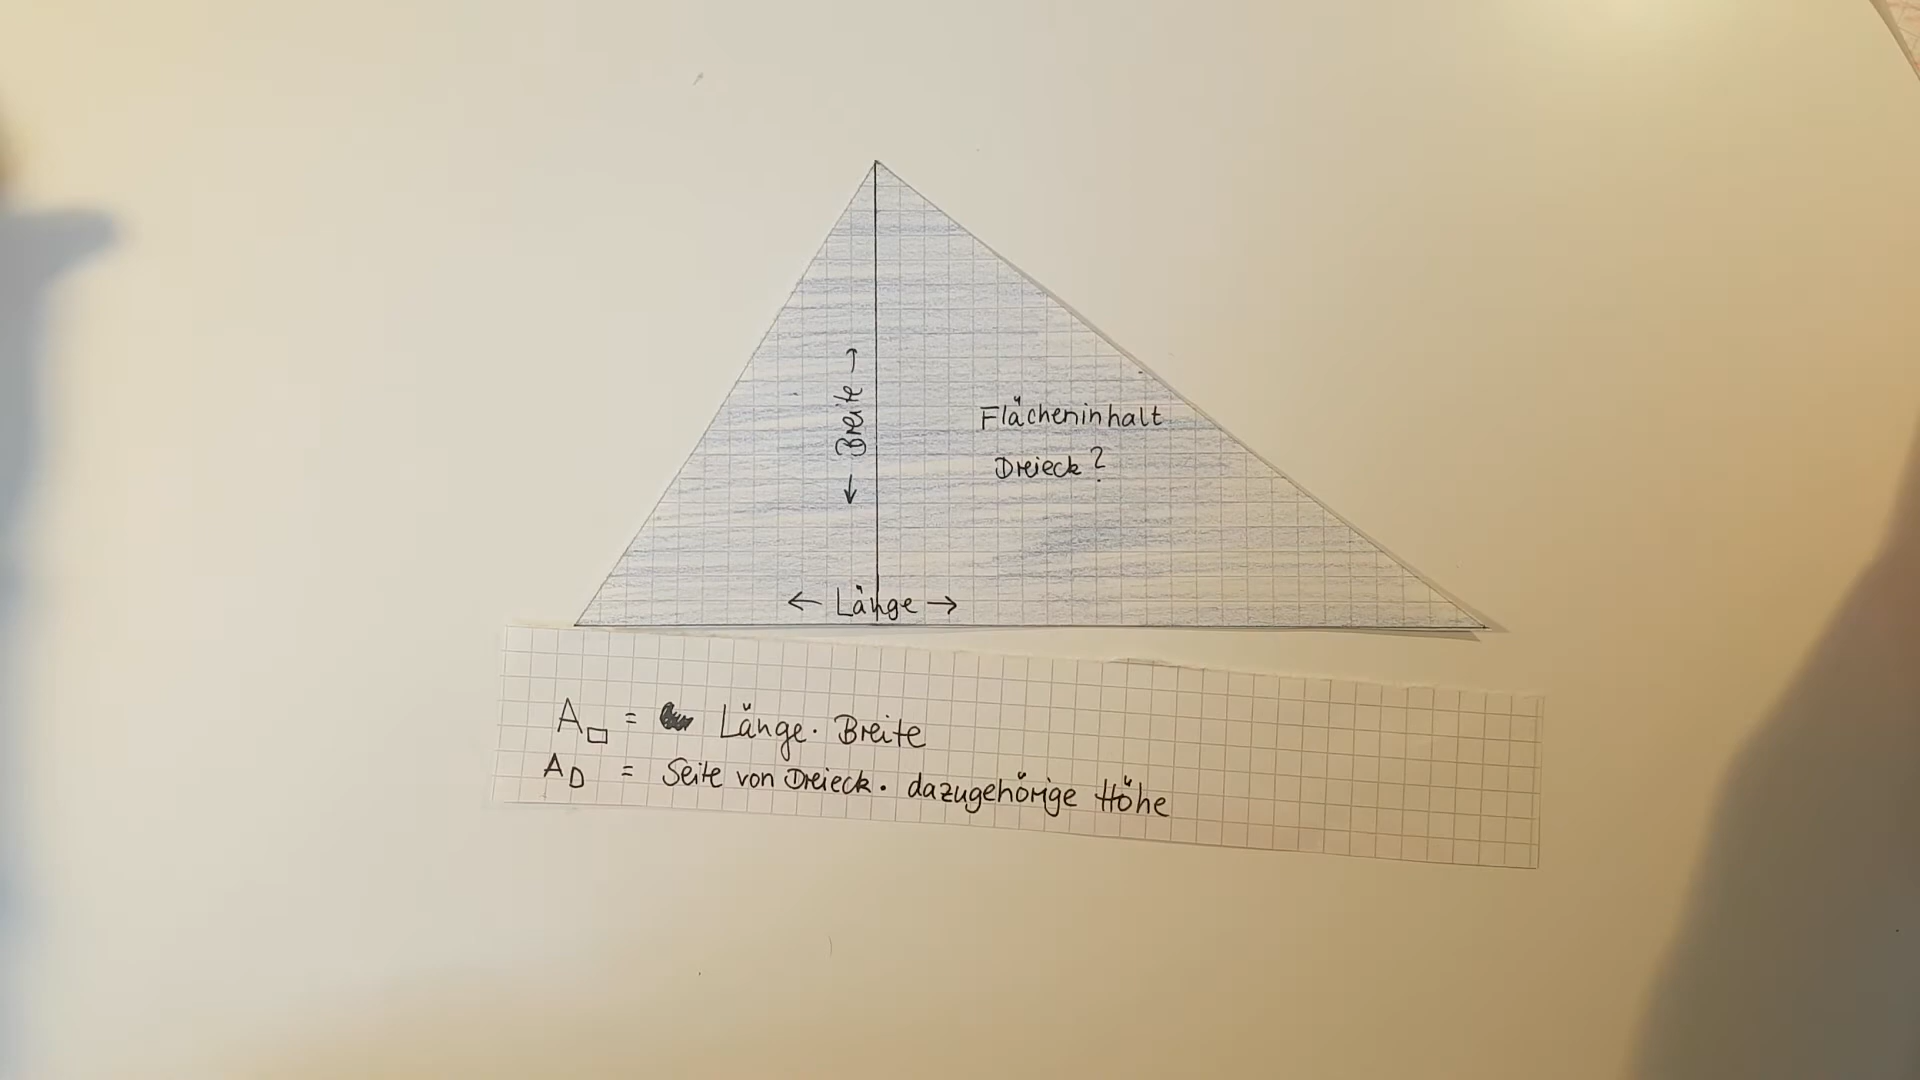 ← Breite →
Flächeninhalt
Dreieck?
← Länge →
A□ = Länge · Breite
AD = Seite von Dreieck · dazugehörige Höhe